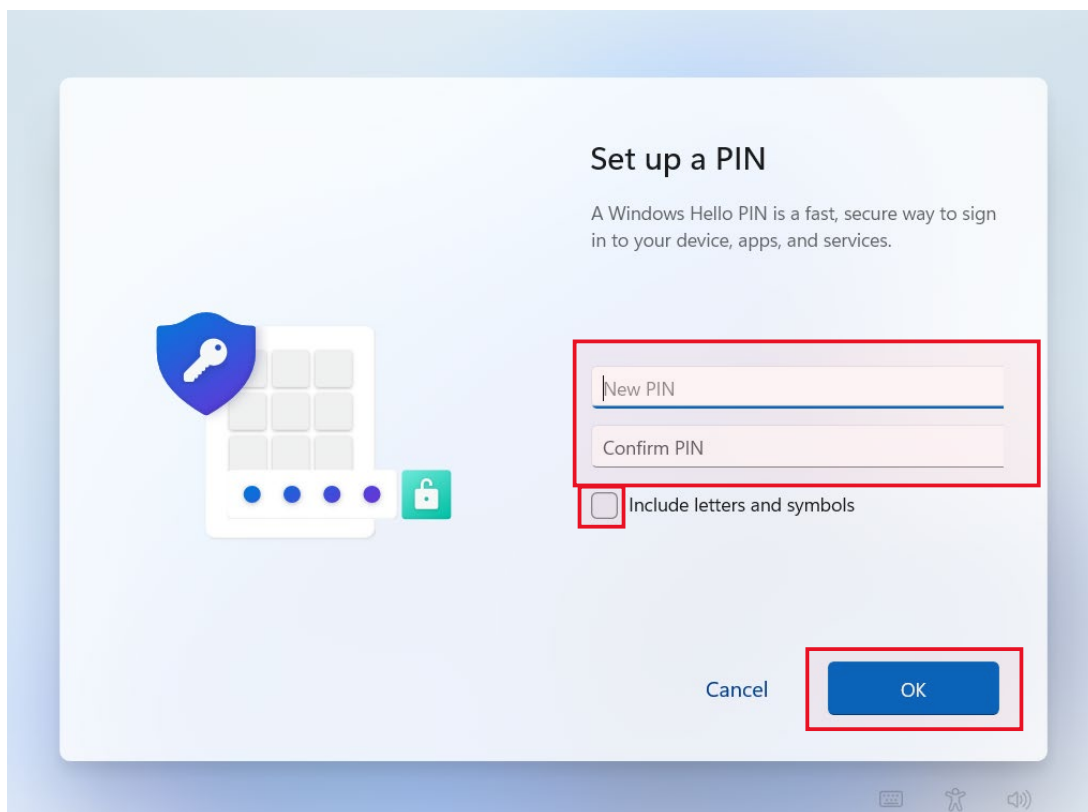 Set up a PIN
A Windows Hello PIN is a fast, secure way to sign
in to your device, apps, and services.
New PIN
Confirm PIN
Include letters and symbols
Cancel
OK